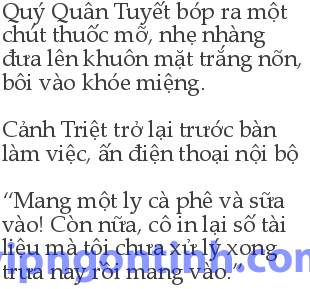 Quý Quân Tuyết bóp ra một
chút thuốc mỡ, nhẹ nhàng
đưa lên khuôn mặt trắng nõn,
bôi vào khóe miệng.
Cảnh Triệt trở lại trước bàn
làm việc, ấn điện thoại nội bộ
“Mang một ly cà phê và sữa
vào! Còn nữa, cô in lại số tài
liệu mà tôi chưa xử lý xong
trưa nay rồi mang vào.”
vipngontinh.com